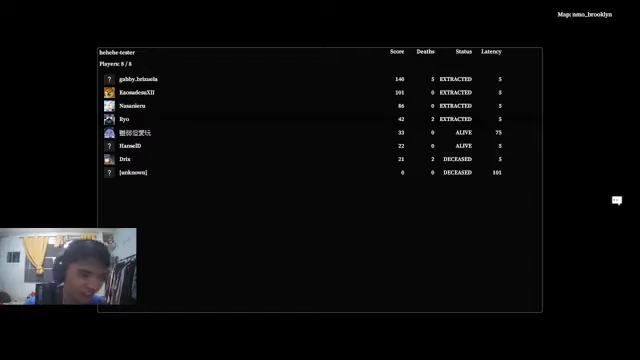 Map: nmo_brooklyn
hehehe-tester Score Deaths Status Latency
Players: 8 / 8
? gabby.brizuela 140 5 EXTRACTED 5
KaosudesuXII 101 0 EXTRACTED 5
Nasanieru 86 0 EXTRACTED 5
Ryo 42 2 EXTRACTED 5
33 0 ALIVE 75
? HanselD 22 0 ALIVE 5
Drix 21 2 DECEASED 5
? [unknown] 0 0 DECEASED 101